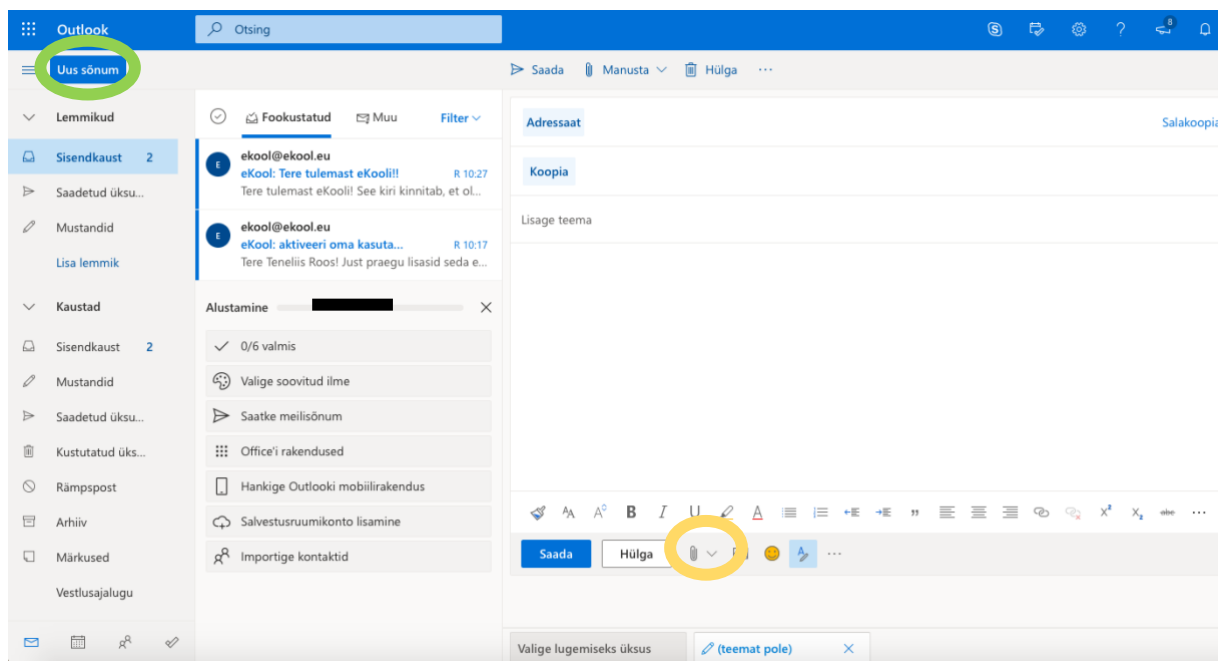 Outlook
Otsing
8
Uus sõnum
Saada
Manusta
Hülga
Lemmikud
Sisendkaust 2
Saadetud üksu...
Mustandid
Lisa lemmik
Kaustad
Sisendkaust 2
Mustandid
Saadetud üksu...
Kustutatud üks...
Rämpspost
Arhiiv
Märkused
Vestlusajalugu
Fookustatud
Muu
Filter
E
ekool@ekool.eu
eKool: Tere tulemast eKooli!! R 10:27
Tere tulemast eKooli! See kiri kinnitab, et ol...
E
ekool@ekool.eu
eKool: aktiveeri oma kasuta... R 10:17
Tere Teneliis Roos! Just praegu lisasid seda e...
Alustamine
0/6 valmis
Valige soovitud ilme
Saatke meilisõnum
Office'i rakendused
Hankige Outlooki mobiilirakendus
Salvestusruumikonto lisamine
Importige kontaktid
Adressaat
Salakoopia
Koopia
Lisage teema
Saada
Hülga
Valige lugemiseks üksus
(teemat pole)